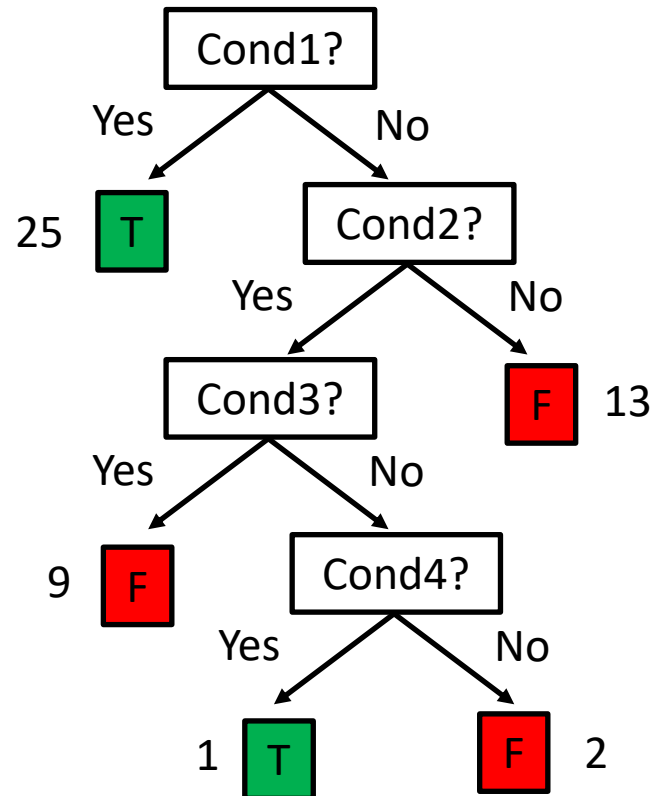 Cond1?
Yes
No
25
T
Cond2?
Yes
No
Cond3?
F
13
Yes
No
9
F
Cond4?
Yes
No
1
T
F
2